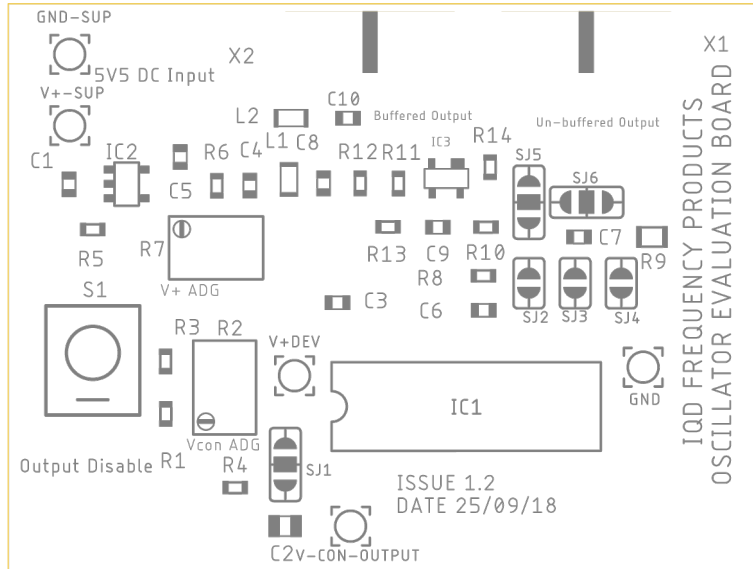 GND-SUP
5V5 DC Input
V+-SUP
X2
X1
L2
C10
Buffered Output
Un-buffered Output
C1
IC2
C5
R6
C4
L1
C8
R12
R11
IC3
R14
SJ5
SJ6
R5
R7
V+ ADG
R13
C9
R10
C7
R9
R8
C3
C6
SJ2
SJ3
SJ4
S1
R3
R2
V+DEV
IC1
GND
Output Disable
R1
Vcon ADG
R4
SJ1
ISSUE 1.2
DATE 25/09/18
C2
V-CON-OUTPUT
IQD FREQUENCY PRODUCTS
OSCILLATOR EVALUATION BOARD